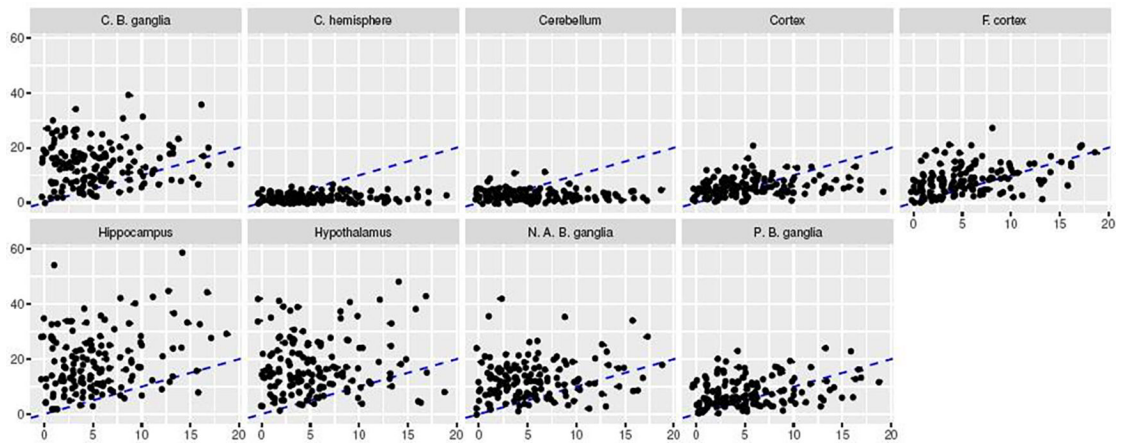 C. B. ganglia C. hemisphere Cerebellum Cortex F. cortex
60
40
20
0
0 5 10 15 20
Hippocampus Hypothalamus N. A. B. ganglia P. B. ganglia
60
40
20
0
0 5 10 15 20 0 5 10 15 20 0 5 10 15 20 0 5 10 15 20